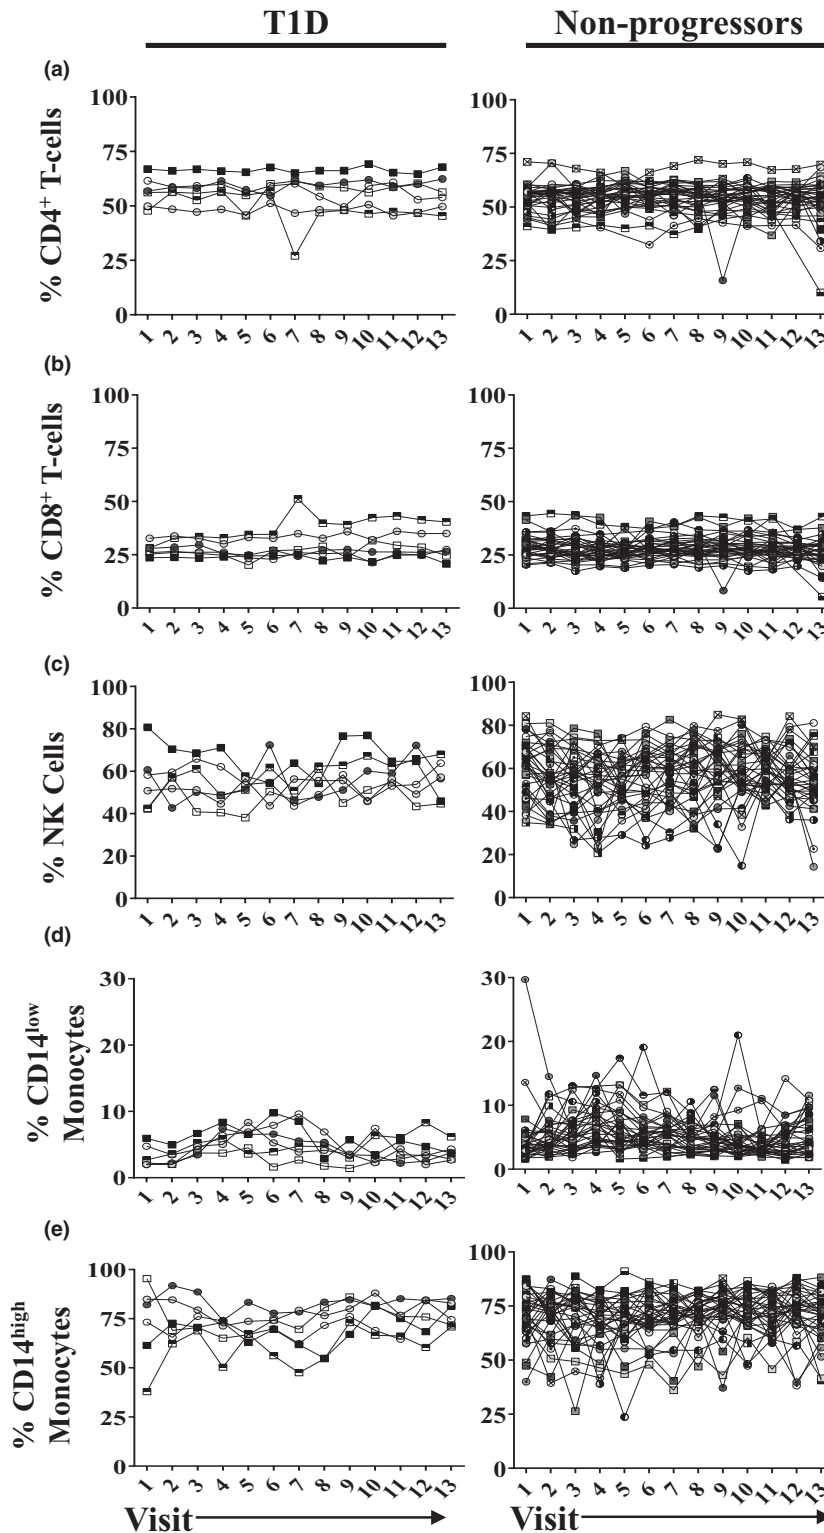 T1D Non-progressors
(a)
% CD4+ T-cells
100 75 50 25 0
1 2 3 4 5 6 7 8 9 10 11 12 13
100 75 50 25 0
1 2 3 4 5 6 7 8 9 10 11 12 13
(b)
% CD8+ T-cells
100 75 50 25 0
1 2 3 4 5 6 7 8 9 10 11 12 13
100 75 50 25 0
1 2 3 4 5 6 7 8 9 10 11 12 13
(c)
% NK Cells
100 80 60 40 20 0
1 2 3 4 5 6 7 8 9 10 11 12 13
100 80 60 40 20 0
1 2 3 4 5 6 7 8 9 10 11 12 13
(d)
% CD14low
Monocytes
30 20 10 0
1 2 3 4 5 6 7 8 9 10 11 12 13
30 20 10 0
1 2 3 4 5 6 7 8 9 10 11 12 13
(e)
% CD14high
Monocytes
100 75 50 25 0
1 2 3 4 5 6 7 8 9 10 11 12 13
100 75 50 25 0
1 2 3 4 5 6 7 8 9 10 11 12 13
Visit Visit